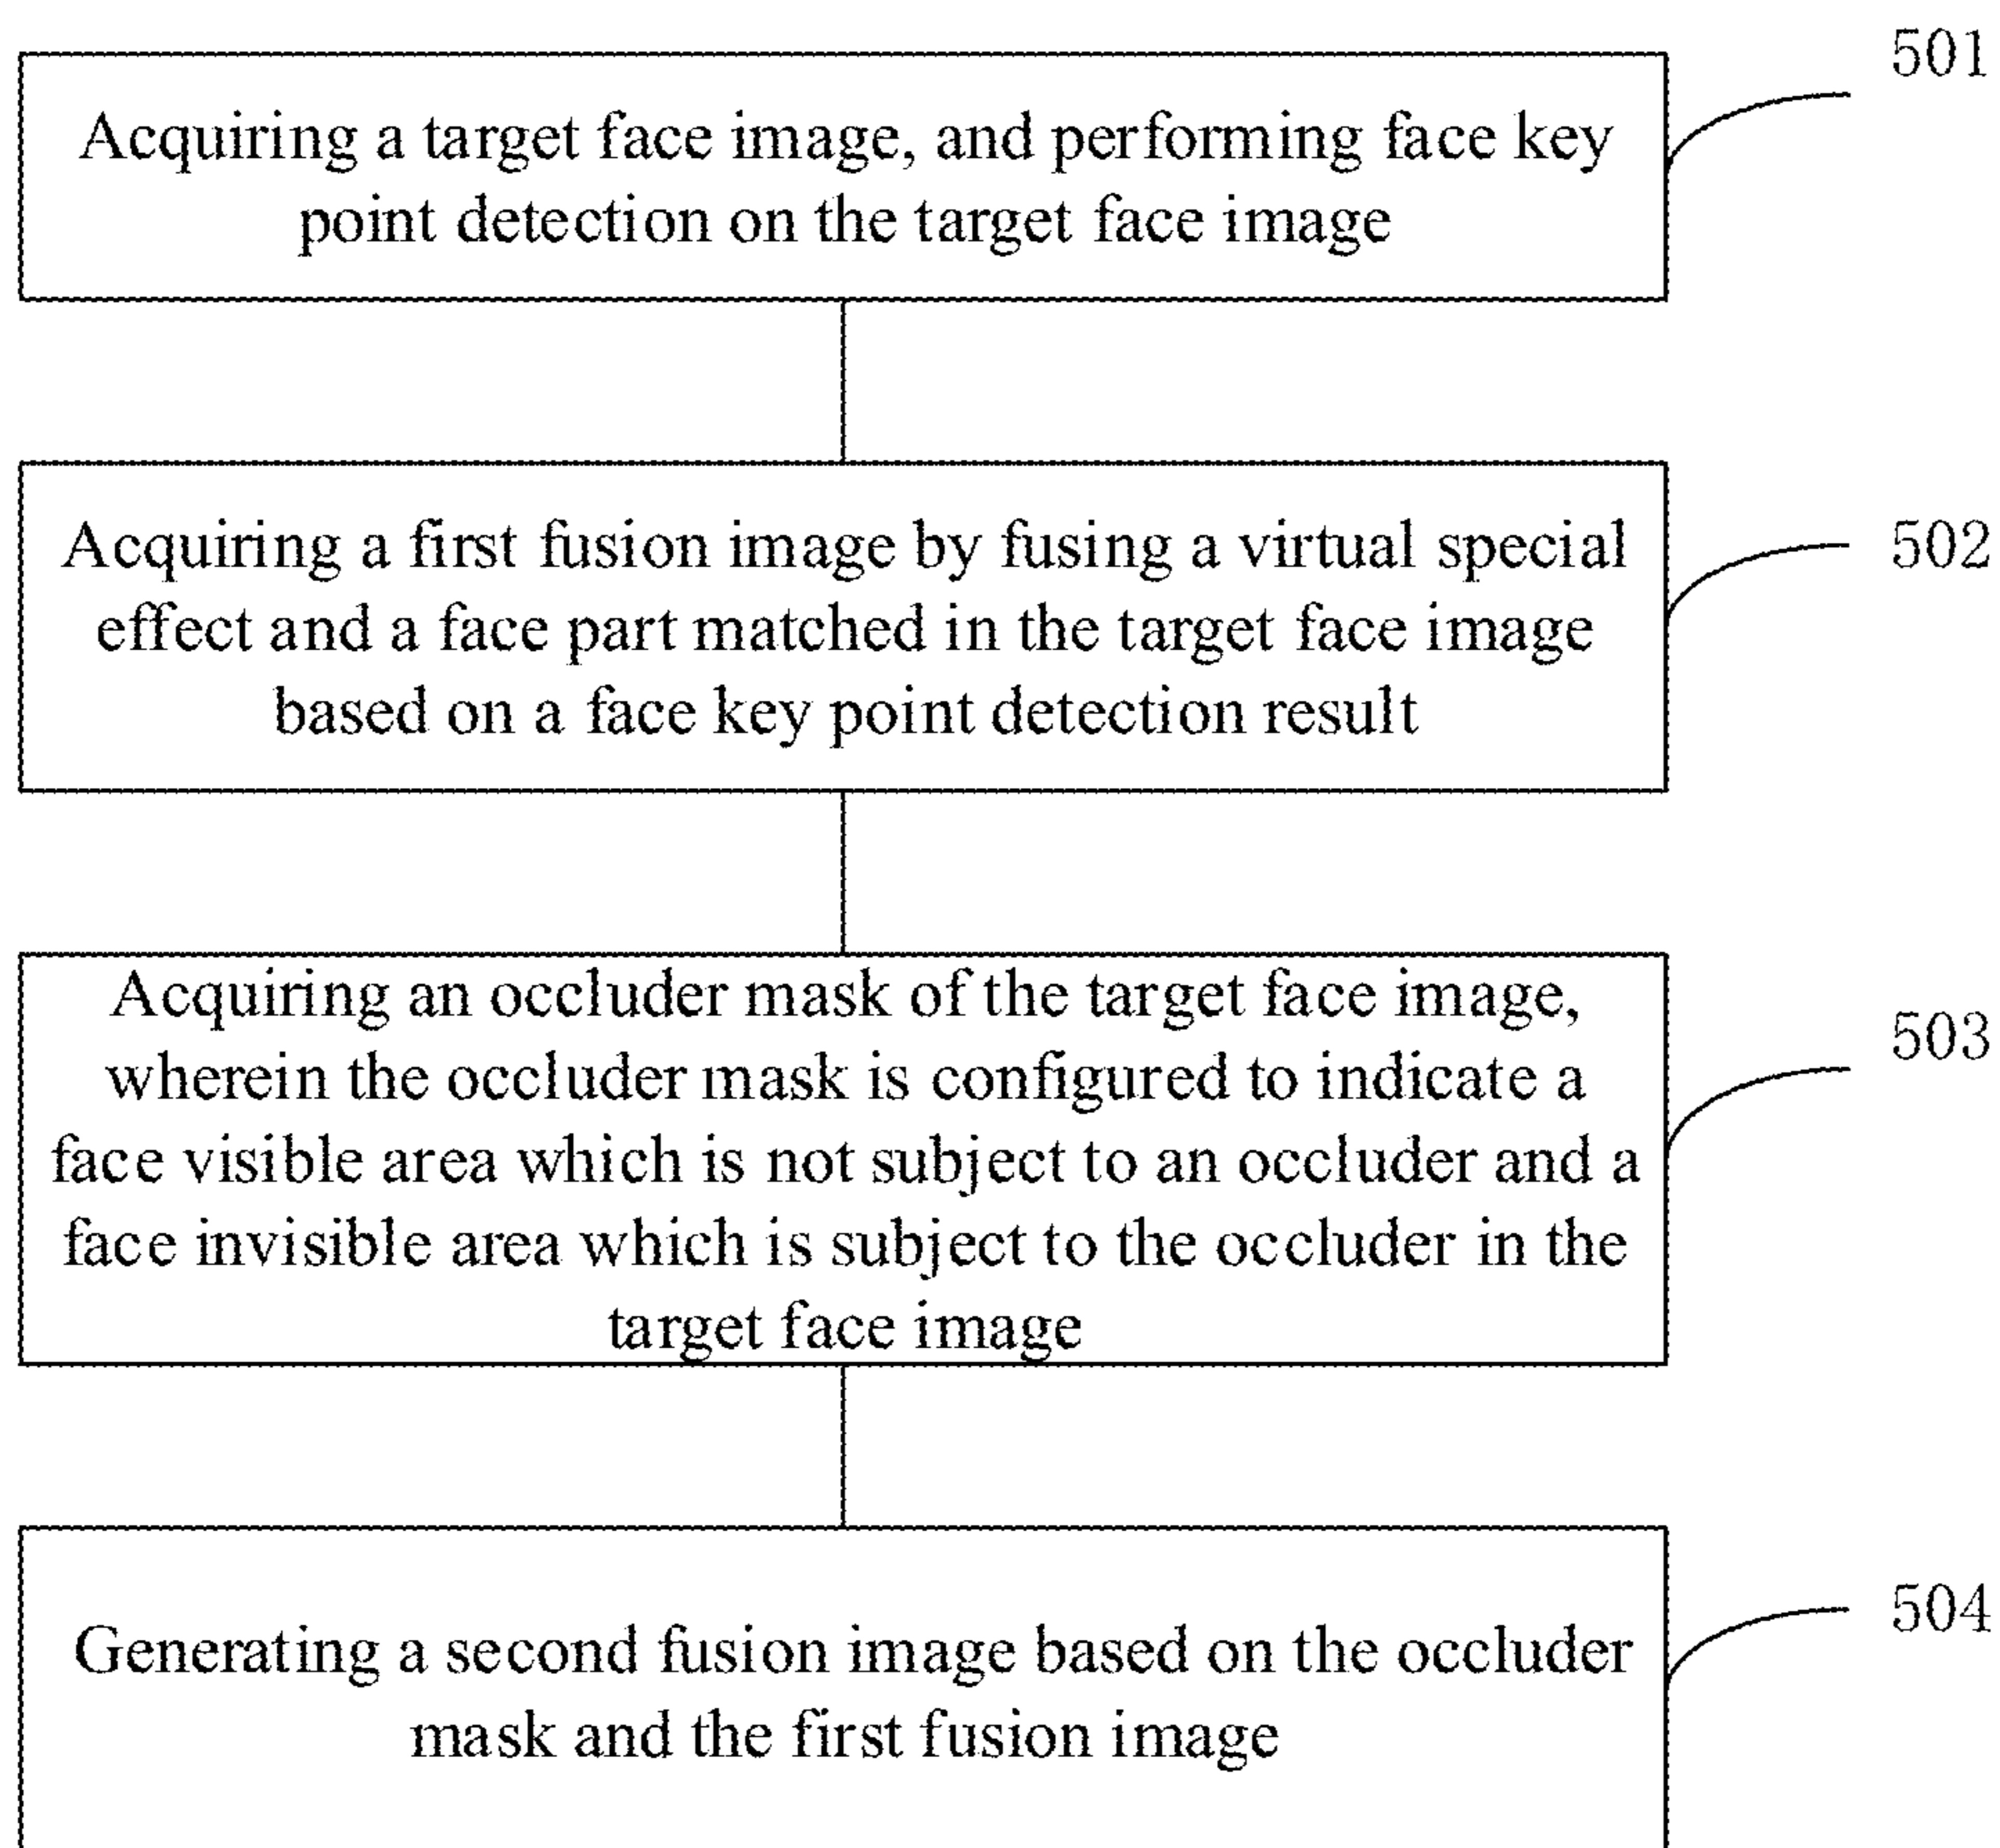 501
Acquiring a target face image, and performing face key
point detection on the target face image
502
Acquiring a first fusion image by fusing a virtual special
effect and a face part matched in the target face image
based on a face key point detection result
503
Acquiring an occluder mask of the target face image,
wherein the occluder mask is configured to indicate a
face visible area which is not subject to an occluder and a
face invisible area which is subject to the occluder in the
target face image
504
Generating a second fusion image based on the occluder
mask and the first fusion image